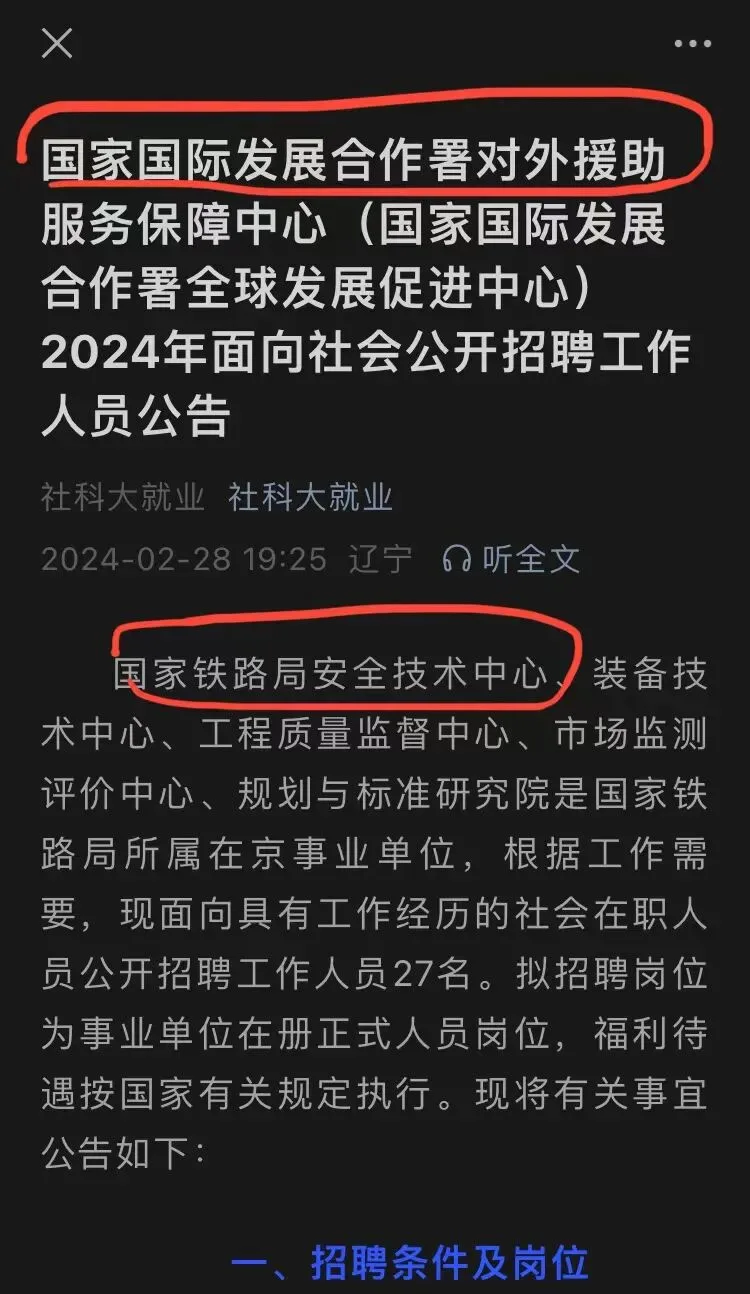 国家国际发展合作署对外援助
服务保障中心（国家国际发展
合作署全球发展促进中心）
2024年面向社会公开招聘工作
人员公告
社科大就业 社科大就业
2024-02-28 19:25 辽宁 听全文
国家铁路局安全技术中心、装备技
术中心、工程质量监督中心、市场监测
评价中心、规划与标准研究院是国家铁
路局所属在京事业单位，根据工作需
要，现面向具有工作经历的社会在职人
员公开招聘工作人员27名。拟招聘岗位
为事业单位在册正式人员岗位，福利待
遇按国家有关规定执行。现将有关事宜
公告如下：
一、招聘条件及岗位